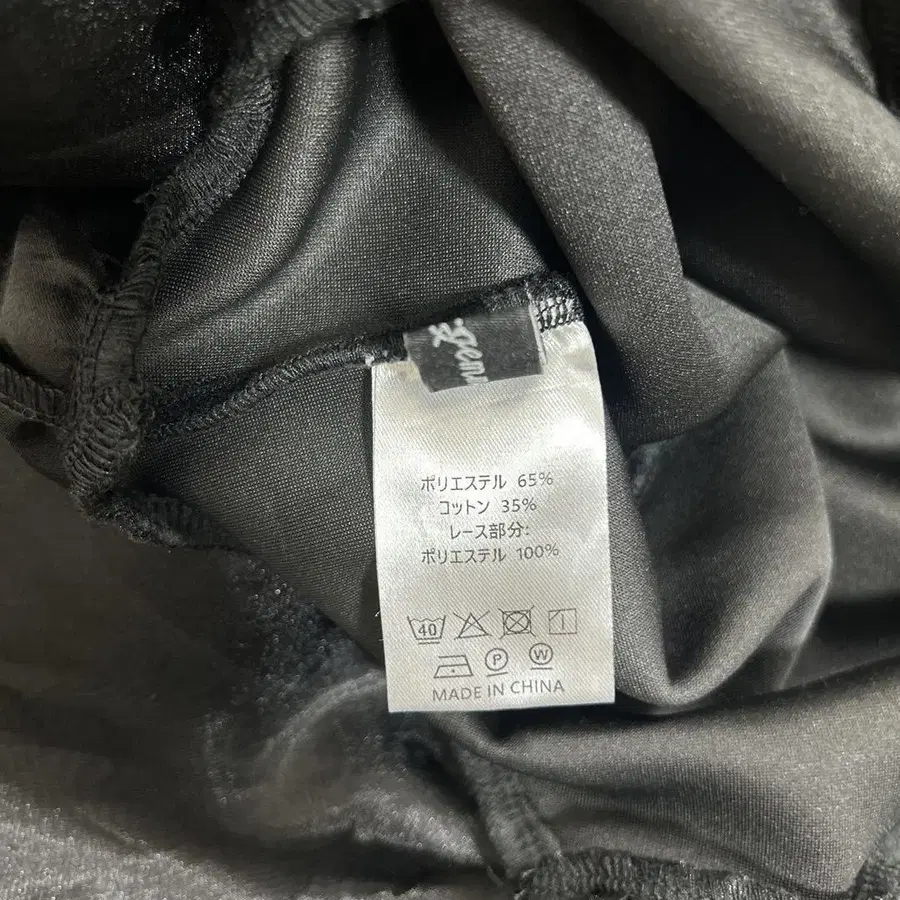 ポリエステル 65%
コットン 35%
レース部分:
ポリエステル 100%
40
P W
MADE IN CHINA